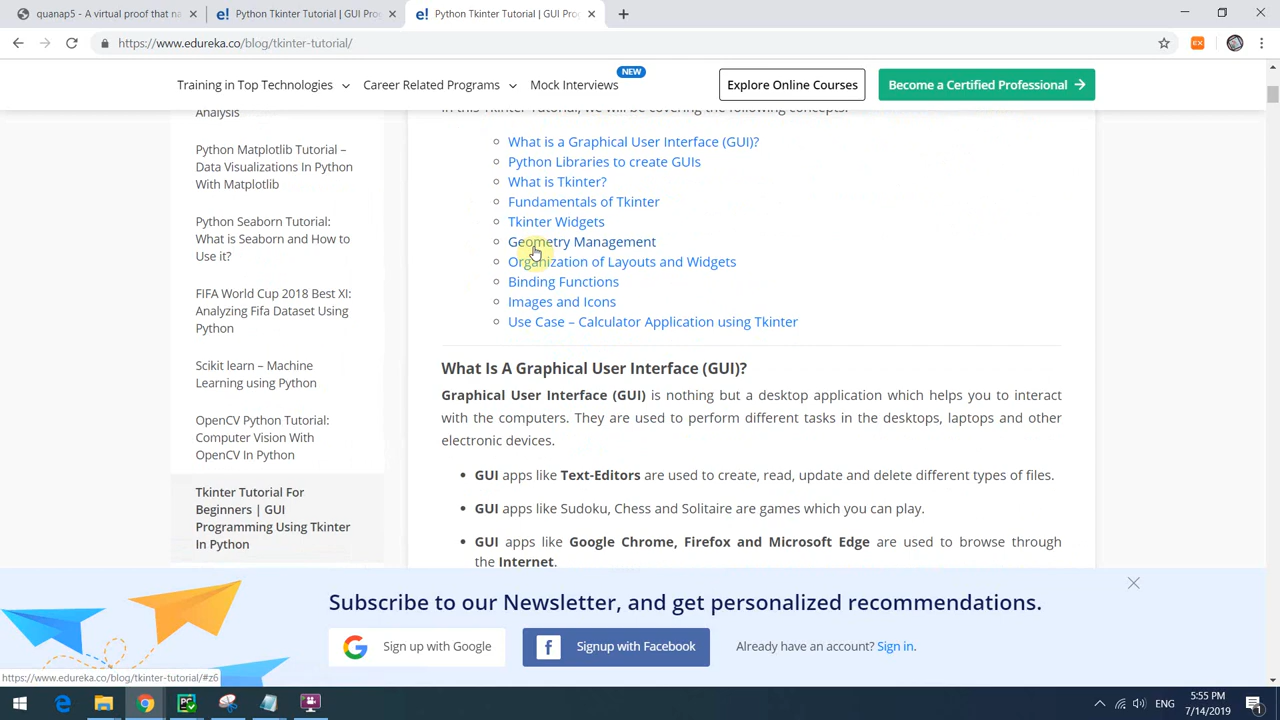 quanap5 - A virtual proof that na
Python Tkinter Tutorial | GUI Pro
Python Tkinter Tutorial | GUI Pro
https://www.edureka.co/blog/tkinter-tutorial/
EX
NEW
Training in Top Technologies
Career Related Programs
Mock Interviews
Explore Online Courses
Become a Certified Professional
In this Tkinter Tutorial, we will be covering the following concepts:
Analysis
Python Matplotlib Tutorial –
Data Visualizations In Python
With Matplotlib
Python Seaborn Tutorial:
What is Seaborn and How to
Use it?
FIFA World Cup 2018 Best XI:
Analyzing Fifa Dataset Using
Python
Scikit learn – Machine
Learning using Python
OpenCV Python Tutorial:
Computer Vision With
OpenCV In Python
Tkinter Tutorial For
Beginners | GUI
Programming Using Tkinter
In Python
What is a Graphical User Interface (GUI)?
Python Libraries to create GUIs
What is Tkinter?
Fundamentals of Tkinter
Tkinter Widgets
Geometry Management
Organization of Layouts and Widgets
Binding Functions
Images and Icons
Use Case – Calculator Application using Tkinter
What Is A Graphical User Interface (GUI)?
Graphical User Interface (GUI) is nothing but a desktop application which helps you to interact
with the computers. They are used to perform different tasks in the desktops, laptops and other
electronic devices.
GUI apps like Text-Editors are used to create, read, update and delete different types of files.
GUI apps like Sudoku, Chess and Solitaire are games which you can play.
GUI apps like Google Chrome, Firefox and Microsoft Edge are used to browse through
the Internet.
Subscribe to our Newsletter, and get personalized recommendations.
Sign up with Google
Signup with Facebook
Already have an account? Sign in.
https://www.edureka.co/blog/tkinter-tutorial/#z6
ENG
5:55 PM
7/14/2019